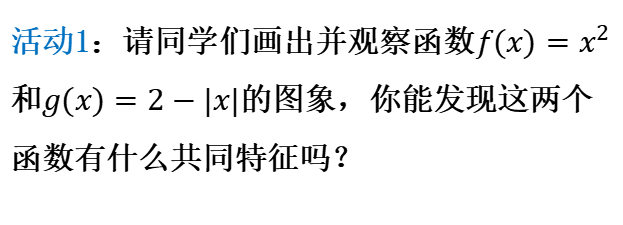 活动1：请同学们画出并观察函数f(x) = x²
和g(x) = 2 − |x|的图象，你能发现这两个
函数有什么共同特征吗？